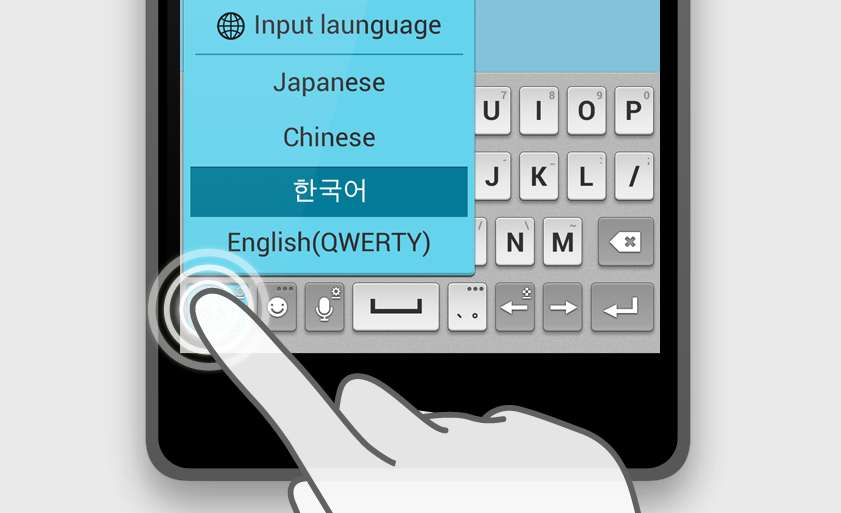 Input launguage
Japanese
Chinese
한국어
English(QWERTY)
U 7 I 8 O 9 P 0
J - K _ L : / ;
/ N \ M ~
、。